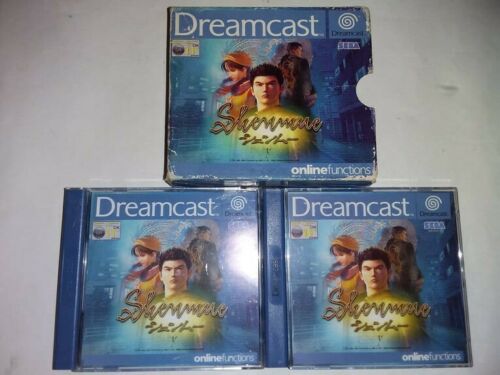 Dreamcast
Dreamcast
SEGA
Shenmue
シェンムー
onlinefunctions
Dreamcast
Dreamcast
Shenmue
シェンムー
onlinefunctions
Dreamcast
Dreamcast
SEGA
Shenmue
シェンムー
onlinefunctions